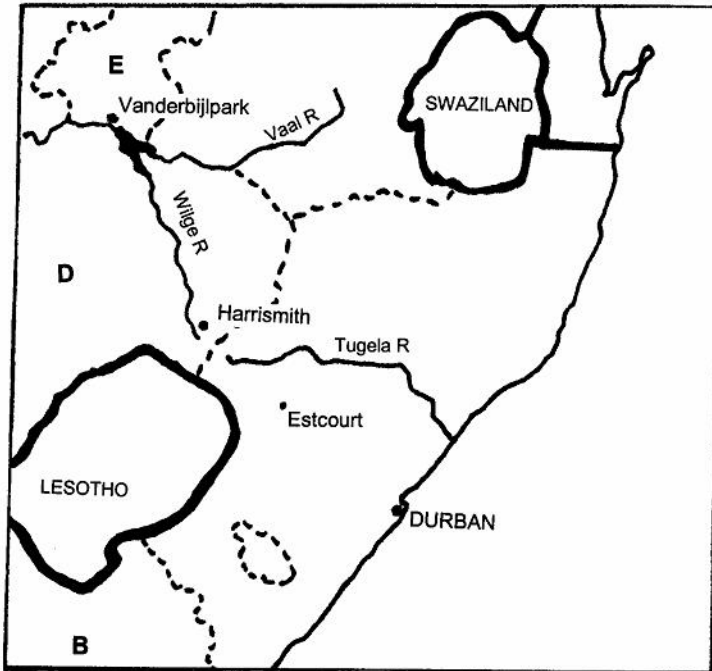 E
SWAZILAND
Vanderbijlpark
Vaal R
Wilge R
D
Harrismith
Tugela R
Estcourt
LESOTHO
DURBAN
B